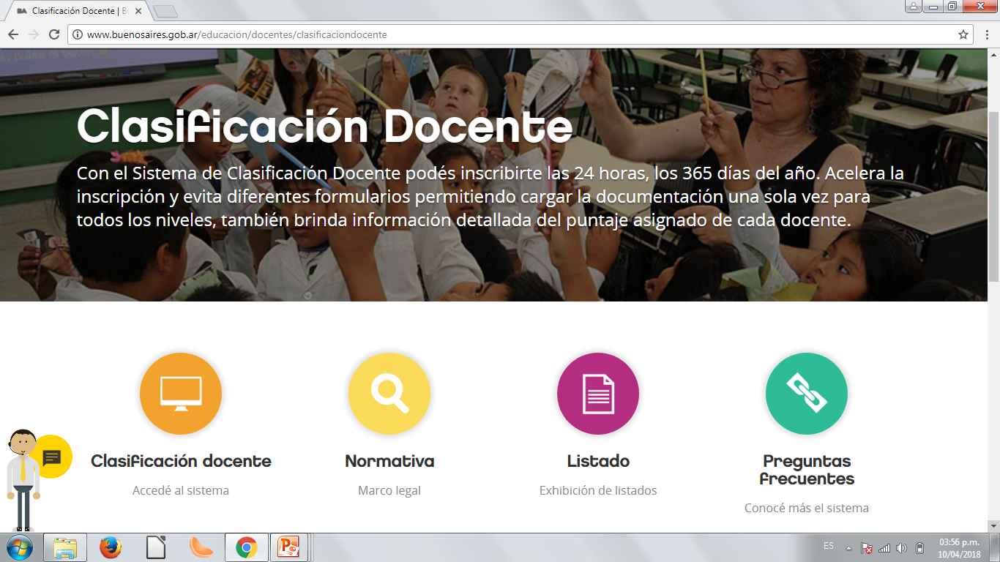 Clasificación Docente | B
www.buenosaires.gob.ar/educacion/docentes/clasificaciondocente
pulse el botón
Clasificación Docente
Con el Sistema de Clasificación Docente podés inscribirte las 24 horas, los 365 días del año. Acelera la
inscripción y evita diferentes formularios permitiendo cargar la documentación una sola vez para
todos los niveles, también brinda información detallada del puntaje asignado de cada docente.
Clasificación docente
Accedé al sistema
Normativa
Marco legal
Listado
Exhibición de listados
Preguntas
frecuentes
Conocé más el sistema
ES
03:56 p.m.
10/04/2018